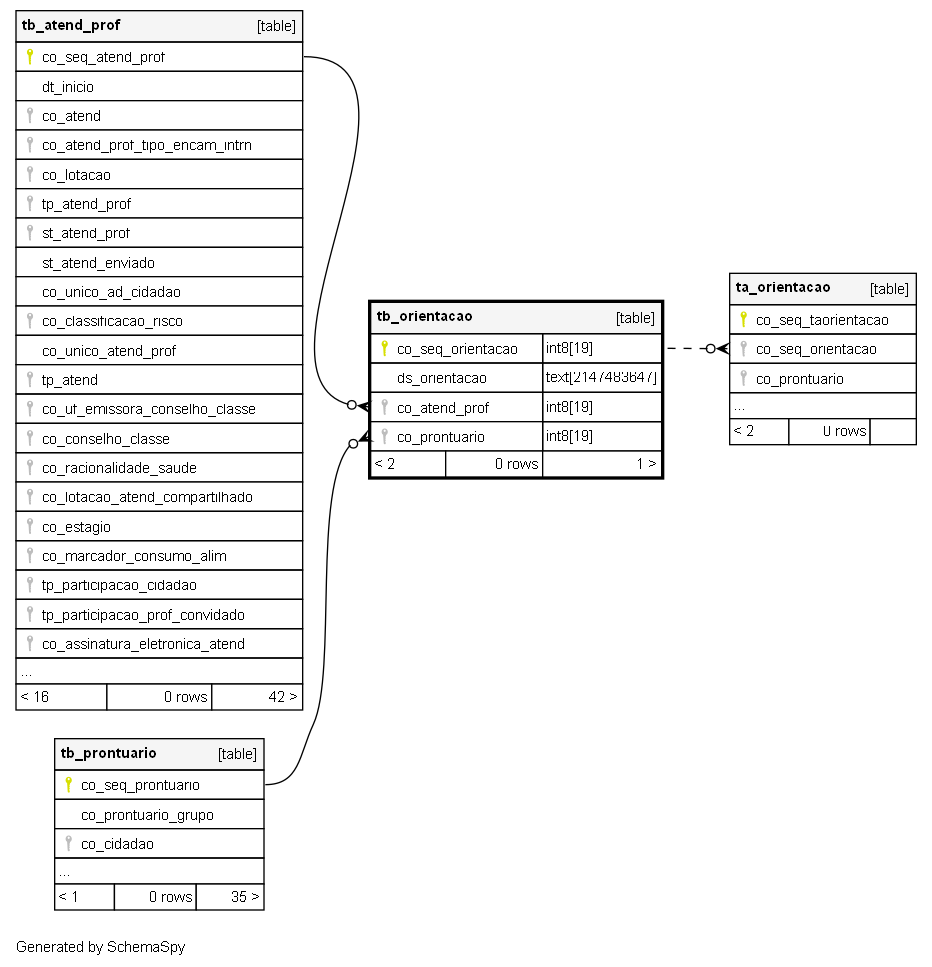 tb_atend_prof [table]
co_seq_atend_prof
dt_inicio
co_atend
co_atend_prof_tipo_encam_intrn
co_lotacao
tp_atend_prof
st_atend_prof
st_atend_enviado
co_unico_ad_cidadao
co_classificacao_risco
co_unico_atend_prof
tp_atend
co_uf_emissora_conselho_classe
co_conselho_classe
co_racionalidade_saude
co_lotacao_atend_compartilhado
co_estagio
co_marcador_consumo_alim
tp_participacao_cidadao
tp_participacao_prof_convidado
co_assinatura_eletronica_atend
...
< 16 0 rows 42 >
tb_prontuario [table]
co_seq_prontuario
co_prontuario_grupo
co_cidadao
...
< 1 0 rows 35 >
tb_orientacao [table]
co_seq_orientacao int8[19]
ds_orientacao text[2147483647]
co_atend_prof int8[19]
co_prontuario int8[19]
< 2 0 rows 1 >
ta_orientacao [table]
co_seq_taorientacao
co_seq_orientacao
co_prontuario
...
< 2 0 rows
Generated by SchemaSpy